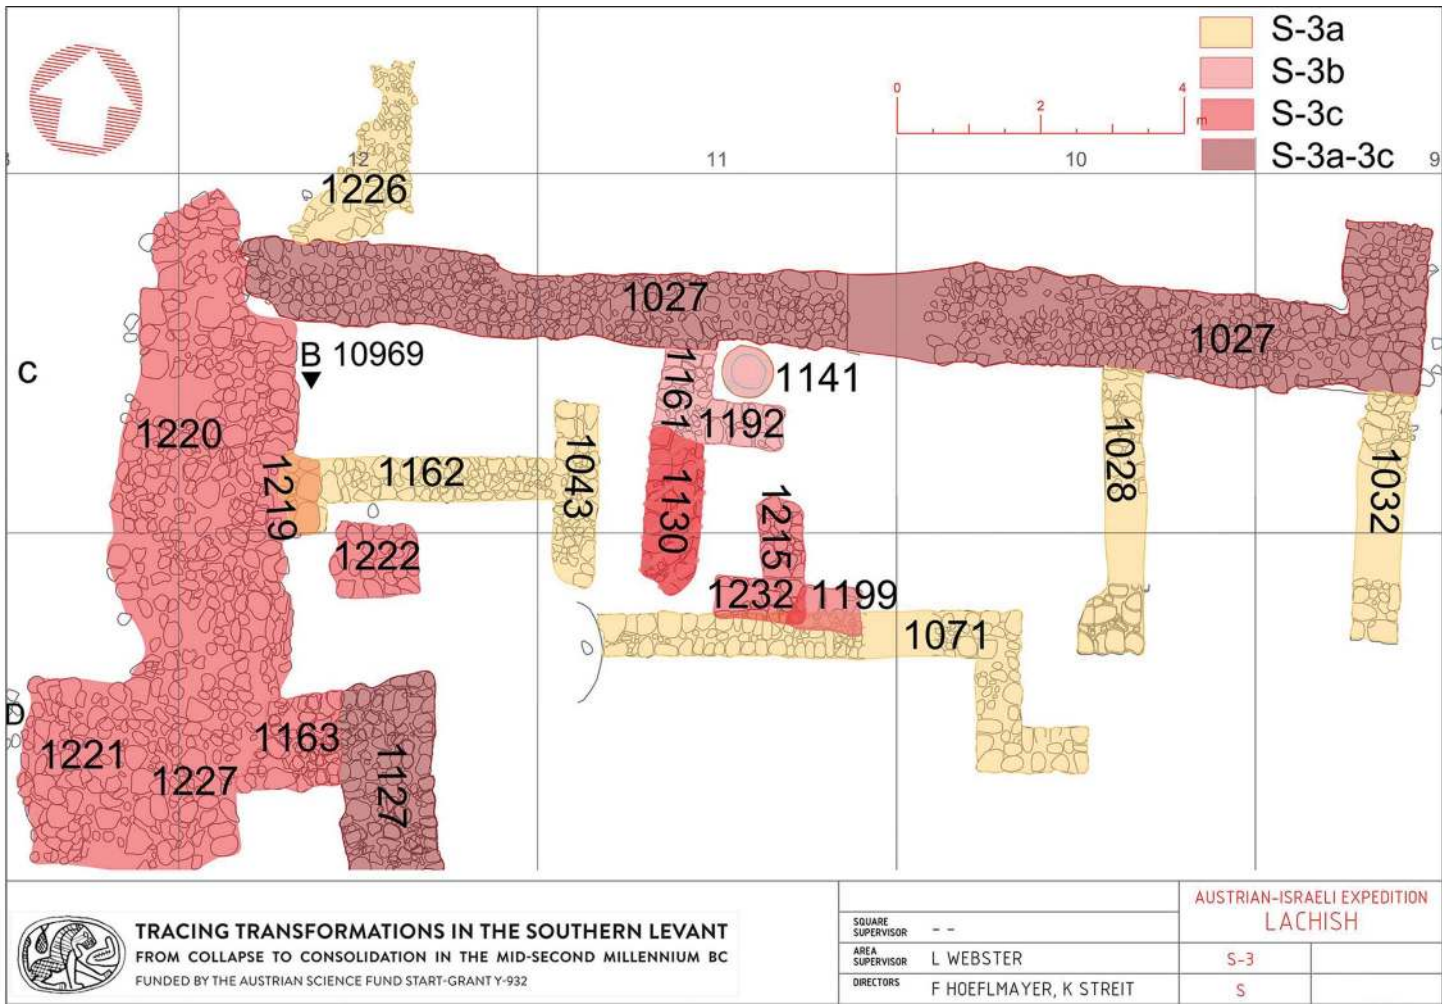 S-3a
S-3b
S-3c
S-3a-3c
0
2
4
m
12
11
10
9
1226
1027
1027
B 10969
C
1161
1141
1192
1220
1162
1043
1028
1032
1219
1130
1215
1222
1232
1199
1071
D
1221
1163
1227
1127
TRACING TRANSFORMATIONS IN THE SOUTHERN LEVANT
FROM COLLAPSE TO CONSOLIDATION IN THE MID-SECOND MILLENNIUM BC
FUNDED BY THE AUSTRIAN SCIENCE FUND START-GRANT Y-932
SQUARE SUPERVISOR - -
AREA SUPERVISOR L WEBSTER
DIRECTORS F HOEFLMAYER, K STREIT
AUSTRIAN-ISRAELI EXPEDITION
LACHISH
S-3
S